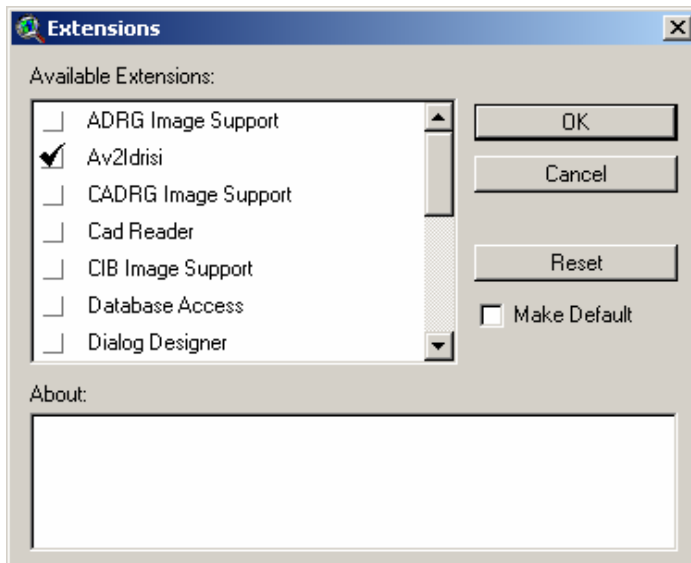 Extensions
Available Extensions:
ADRG Image Support
Av2Idrisi
CADRG Image Support
Cad Reader
CIB Image Support
Database Access
Dialog Designer
OK
Cancel
Reset
Make Default
About: